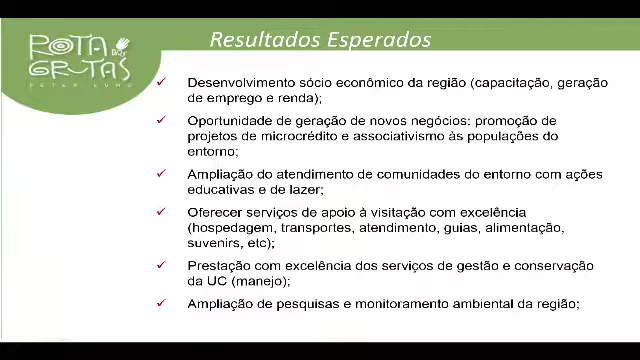 ROTA DAS
GRUTAS
PETER LUND
Resultados Esperados
Desenvolvimento sócio econômico da região (capacitação, geração
de emprego e renda);
Oportunidade de geração de novos negócios: promoção de
projetos de microcrédito e associativismo às populações do
entorno;
Ampliação do atendimento de comunidades do entorno com ações
educativas e de lazer;
Oferecer serviços de apoio à visitação com excelência
(hospedagem, transportes, atendimento, guias, alimentação,
suvenirs, etc);
Prestação com excelência dos serviços de gestão e conservação
da UC (manejo);
Ampliação de pesquisas e monitoramento ambiental da região;